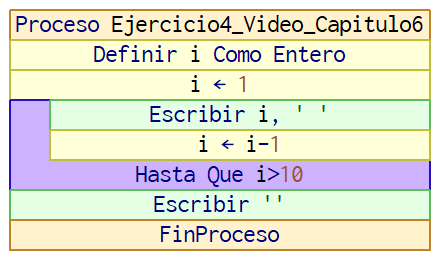 Proceso Ejercicio4_Video_Capitulo6
Definir i Como Entero
i ← 1
Escribir i, ' '
i ← i-1
Hasta Que i>10
Escribir ''
FinProceso